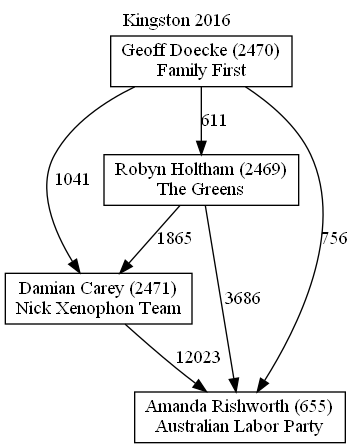 Kingston 2016
Geoff Doecke (2470)
Family First
611
Robyn Holtham (2469)
The Greens
1041
1865
756
Damian Carey (2471)
Nick Xenophon Team
3686
12023
Amanda Rishworth (655)
Australian Labor Party